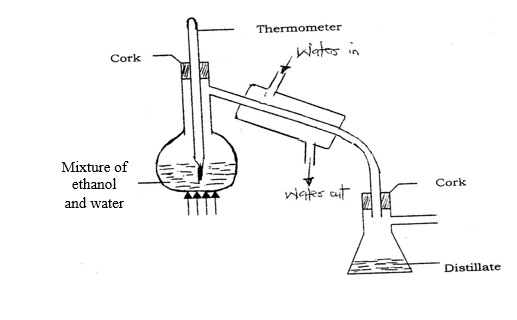 Thermometer
Water in
Cork
Mixture of
ethanol
and water
Water out
Cork
Distillate